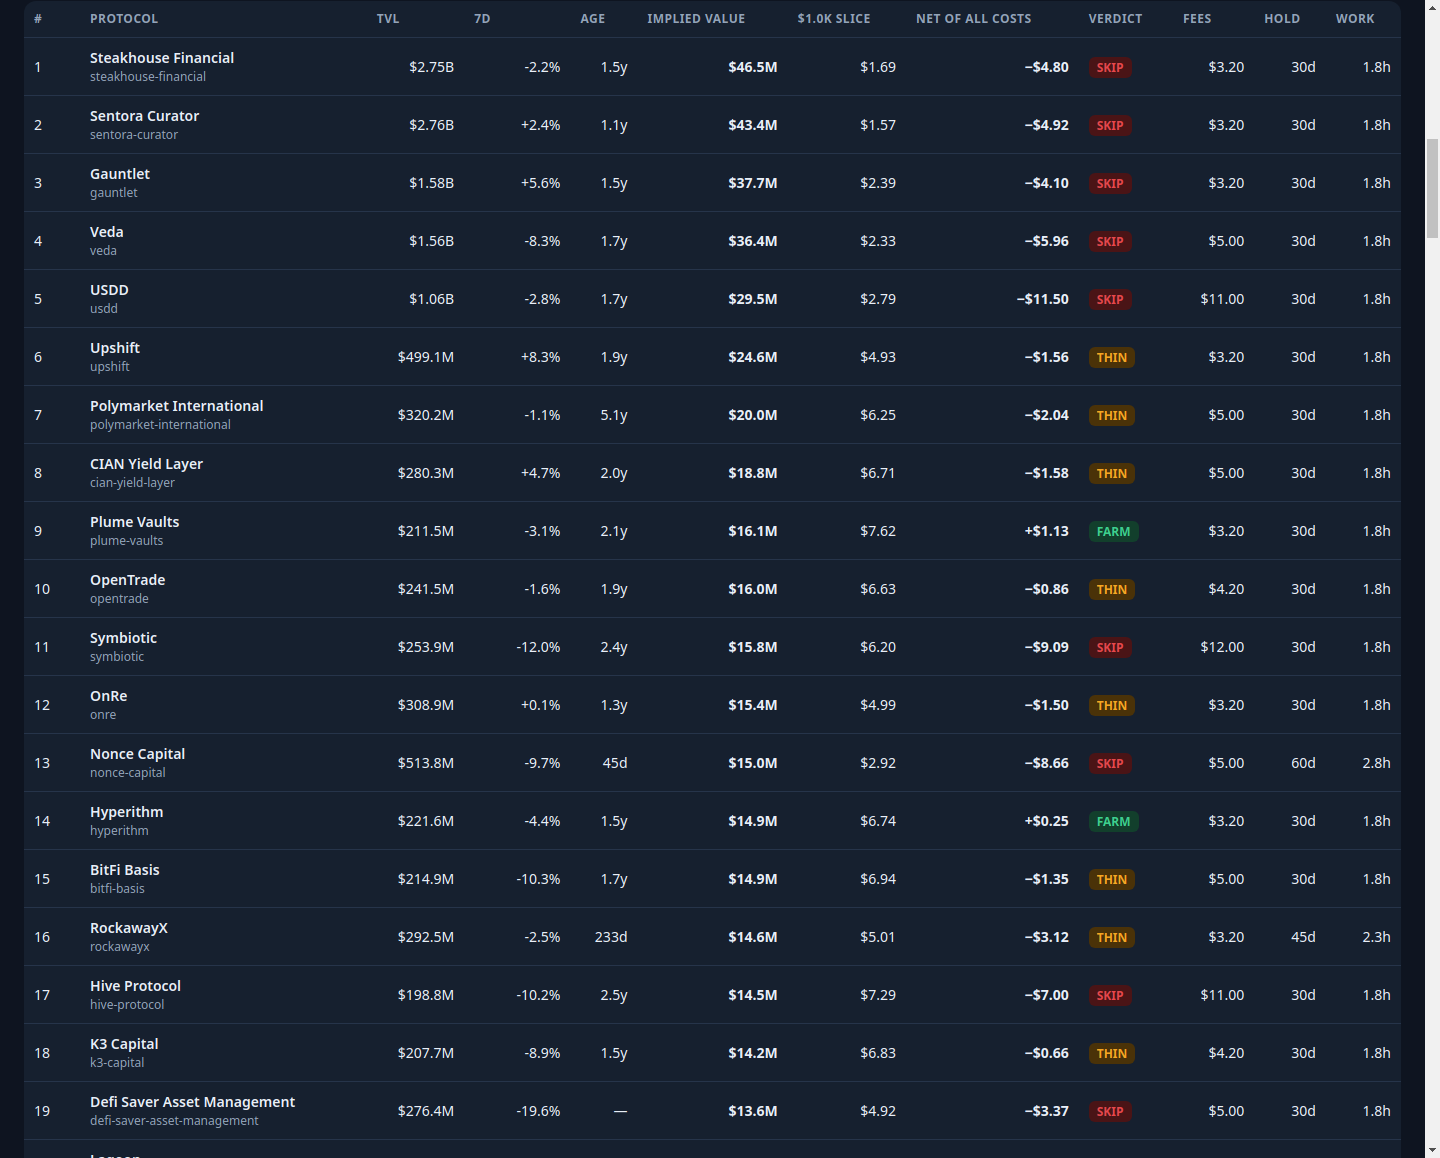 # PROTOCOL TVL 7D AGE IMPLIED VALUE $1.0K SLICE NET OF ALL COSTS VERDICT FEES HOLD WORK
1 Steakhouse Financial $2.75B -2.2% 1.5y $46.5M $1.69 −$4.80 SKIP $3.20 30d 1.8h
steakhouse-financial
2 Sentora Curator $2.76B +2.4% 1.1y $43.4M $1.57 −$4.92 SKIP $3.20 30d 1.8h
sentora-curator
3 Gauntlet $1.58B +5.6% 1.5y $37.7M $2.39 −$4.10 SKIP $3.20 30d 1.8h
gauntlet
4 Veda $1.56B -8.3% 1.7y $36.4M $2.33 −$5.96 SKIP $5.00 30d 1.8h
veda
5 USDD $1.06B -2.8% 1.7y $29.5M $2.79 −$11.50 SKIP $11.00 30d 1.8h
usdd
6 Upshift $499.1M +8.3% 1.9y $24.6M $4.93 −$1.56 THIN $3.20 30d 1.8h
upshift
7 Polymarket International $320.2M -1.1% 5.1y $20.0M $6.25 −$2.04 THIN $5.00 30d 1.8h
polymarket-international
8 CIAN Yield Layer $280.3M +4.7% 2.0y $18.8M $6.71 −$1.58 THIN $5.00 30d 1.8h
cian-yield-layer
9 Plume Vaults $211.5M -3.1% 2.1y $16.1M $7.62 +$1.13 FARM $3.20 30d 1.8h
plume-vaults
10 OpenTrade $241.5M -1.6% 1.9y $16.0M $6.63 −$0.86 THIN $4.20 30d 1.8h
opentrade
11 Symbiotic $253.9M -12.0% 2.4y $15.8M $6.20 −$9.09 SKIP $12.00 30d 1.8h
symbiotic
12 OnRe $308.9M +0.1% 1.3y $15.4M $4.99 −$1.50 THIN $3.20 30d 1.8h
onre
13 Nonce Capital $513.8M -9.7% 45d $15.0M $2.92 −$8.66 SKIP $5.00 60d 2.8h
nonce-capital
14 Hyperithm $221.6M -4.4% 1.5y $14.9M $6.74 +$0.25 FARM $3.20 30d 1.8h
hyperithm
15 BitFi Basis $214.9M -10.3% 1.7y $14.9M $6.94 −$1.35 THIN $5.00 30d 1.8h
bitfi-basis
16 RockawayX $292.5M -2.5% 233d $14.6M $5.01 −$3.12 THIN $3.20 45d 2.3h
rockawayx
17 Hive Protocol $198.8M -10.2% 2.5y $14.5M $7.29 −$7.00 SKIP $11.00 30d 1.8h
hive-protocol
18 K3 Capital $207.7M -8.9% 1.5y $14.2M $6.83 −$0.66 THIN $4.20 30d 1.8h
k3-capital
19 Defi Saver Asset Management $276.4M -19.6% — $13.6M $4.92 −$3.37 SKIP $5.00 30d 1.8h
defi-saver-asset-management